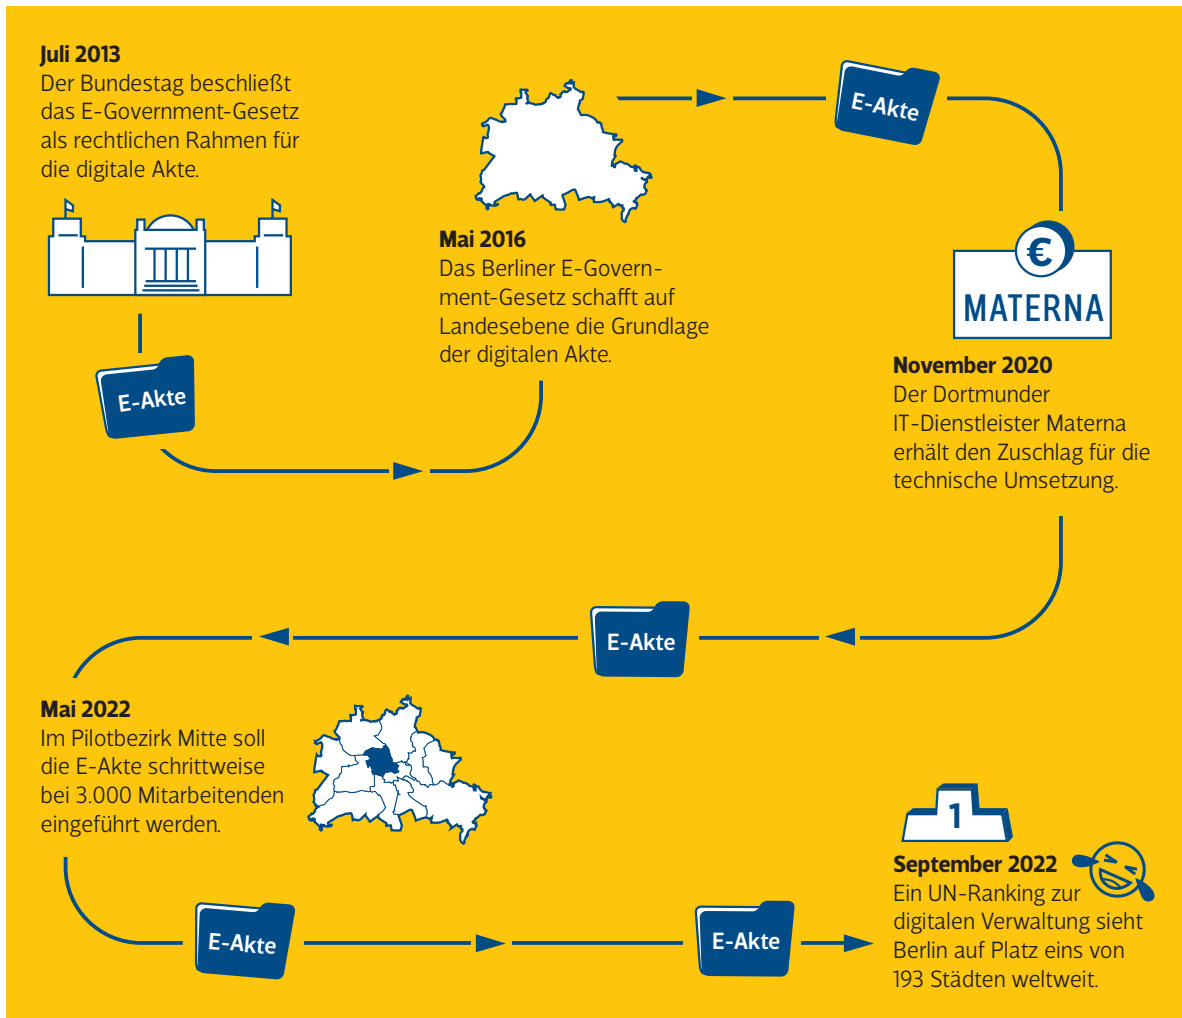 Juli 2013
Der Bundestag beschließt
das E-Government-Gesetz
als rechtlichen Rahmen für
die digitale Akte.
E-Akte
Mai 2016
Das Berliner E-Govern-
ment-Gesetz schafft auf
Landesebene die Grundlage
der digitalen Akte.
E-Akte
€
MATERNA
November 2020
Der Dortmunder
IT-Dienstleister Materna
erhält den Zuschlag für die
technische Umsetzung.
E-Akte
Mai 2022
Im Pilotbezirk Mitte soll
die E-Akte schrittweise
bei 3.000 Mitarbeitenden
eingeführt werden.
E-Akte
E-Akte
1
September 2022
Ein UN-Ranking zur
digitalen Verwaltung sieht
Berlin auf Platz eins von
193 Städten weltweit.